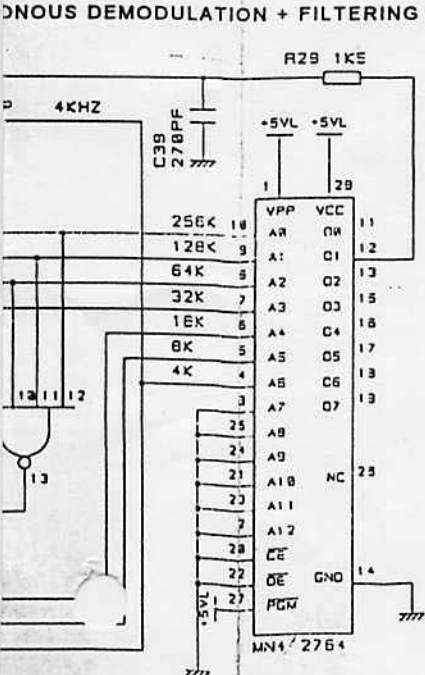 ONOUS DEMODULATION + FILTERING
R29 1K5
P 4KHZ
C39
270PF
+5VL +5VL
1 29
VPP VCC
256K 10 A0 O0 11
128K 9 A1 O1 12
64K 8 A2 O2 13
32K 7 A3 O3 15
16K 6 A4 O4 16
8K 5 A5 O5 17
4K 4 A6 O6 18
3 A7 O7 19
25 A8
24 A9
21 A10 NC 25
23 A11
2 A12
20 CE
22 OE GND 14
+5VL 27 PGM
MN4 2764
11 12
13